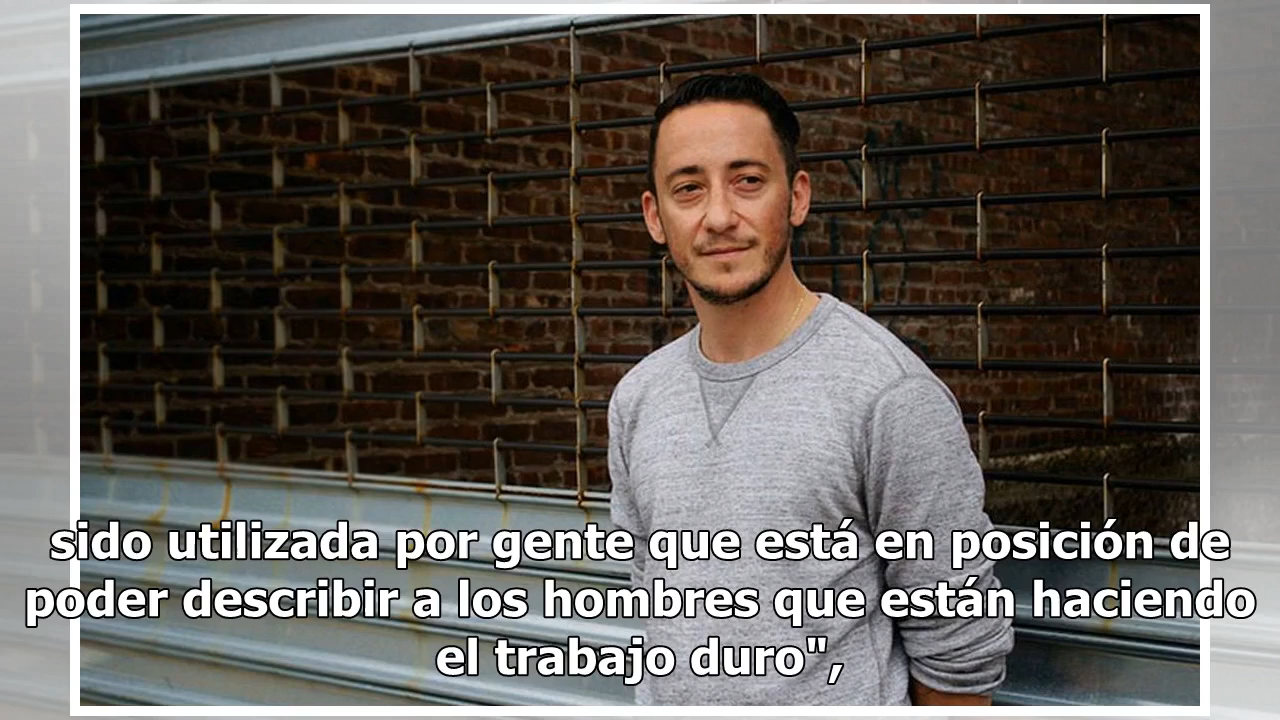 sido utilizada por gente que está en posición de
poder describir a los hombres que están haciendo
el trabajo duro",